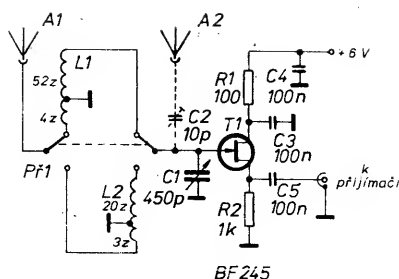 A1
A2
L1
52z
4z
Př1
L2
20z
3z
C2
10p
C1
450p
T1
R1
100
C4
100n
+6 V
C3
100n
C5
100n
R2
1k
k
přijímači
BF245